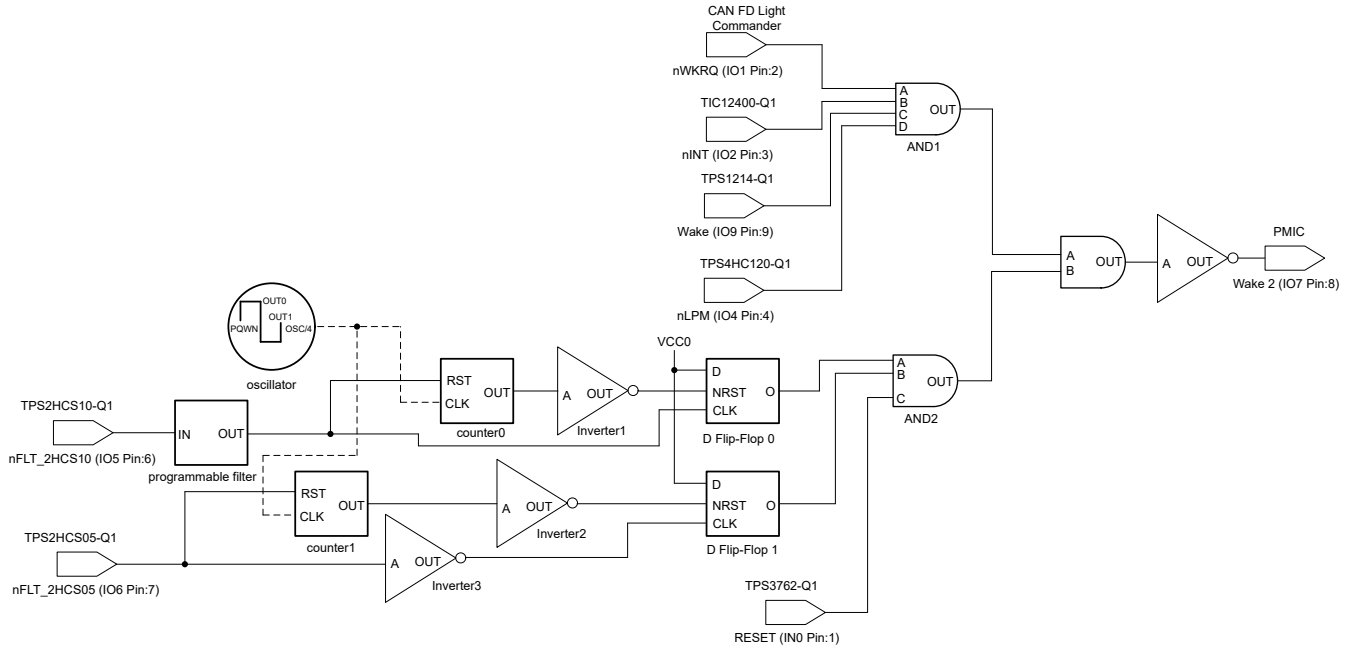 CAN FD Light
Commander
nWKRQ (IO1 Pin:2)
TIC12400-Q1
nINT (IO2 Pin:3)
TPS1214-Q1
Wake (IO9 Pin:9)
TPS4HC120-Q1
nLPM (IO4 Pin:4)
A
B
C
D
OUT
AND1
A
B
OUT
A
OUT
PMIC
Wake 2 (IO7 Pin:8)
OUT0
OUT1
PQWN
OSC/4
oscillator
VCC0
RST
CLK
OUT
counter0
A
OUT
Inverter1
D
NRST
CLK
O
D Flip-Flop 0
A
B
C
OUT
AND2
TPS2HCS10-Q1
nFLT_2HCS10 (IO5 Pin:6)
IN
OUT
programmable filter
RST
CLK
OUT
counter1
A
OUT
Inverter2
D
NRST
CLK
O
D Flip-Flop 1
TPS2HCS05-Q1
nFLT_2HCS05 (IO6 Pin:7)
A
OUT
Inverter3
TPS3762-Q1
RESET (IN0 Pin:1)